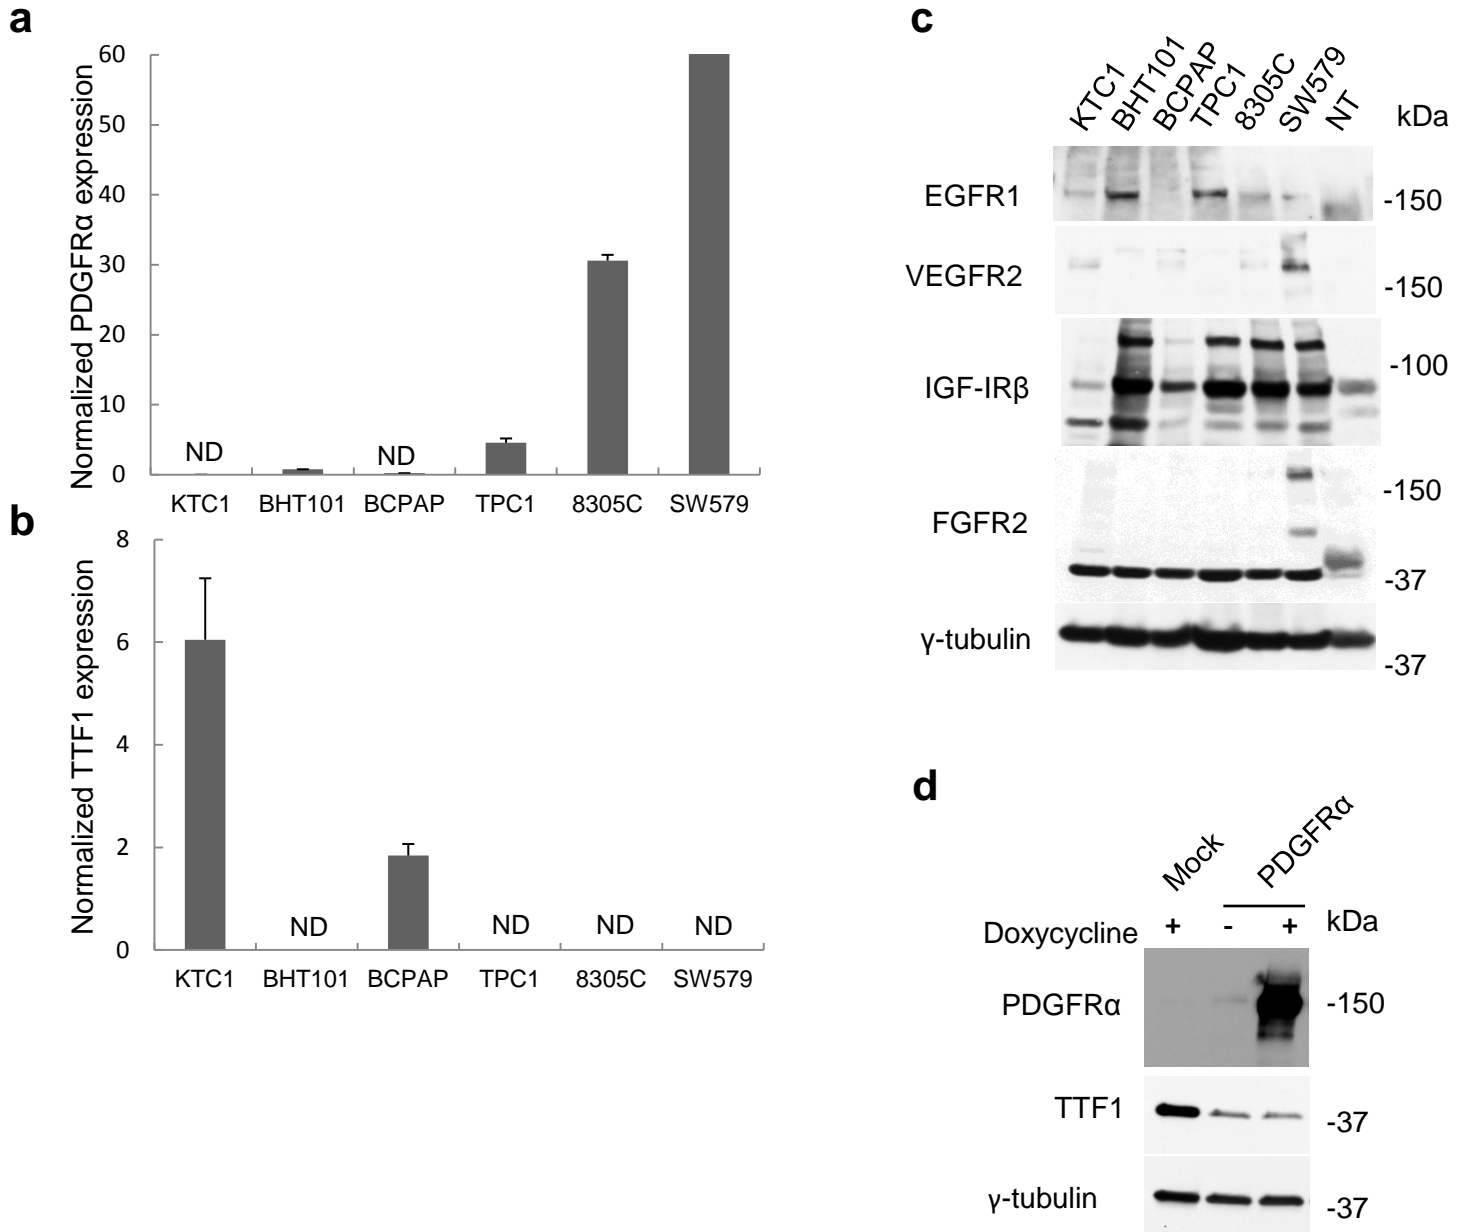 a
Normalized PDGFRα expression
60
50
40
30
20
10
0
ND
ND
KTC1 BHT101 BCPAP TPC1 8305C SW579
b
Normalized TTF1 expression
8
6
4
2
0
ND ND ND ND
KTC1 BHT101 BCPAP TPC1 8305C SW579
c
KTC1 BHT101 BCPAP TPC1 8305C SW579 NT
kDa
EGFR1 -150
VEGFR2 -150
IGF-IRβ -100
FGFR2 -150
-37
γ-tubulin -37
d
Mock PDGFRα
Doxycycline + - + kDa
PDGFRα -150
TTF1 -37
γ-tubulin -37